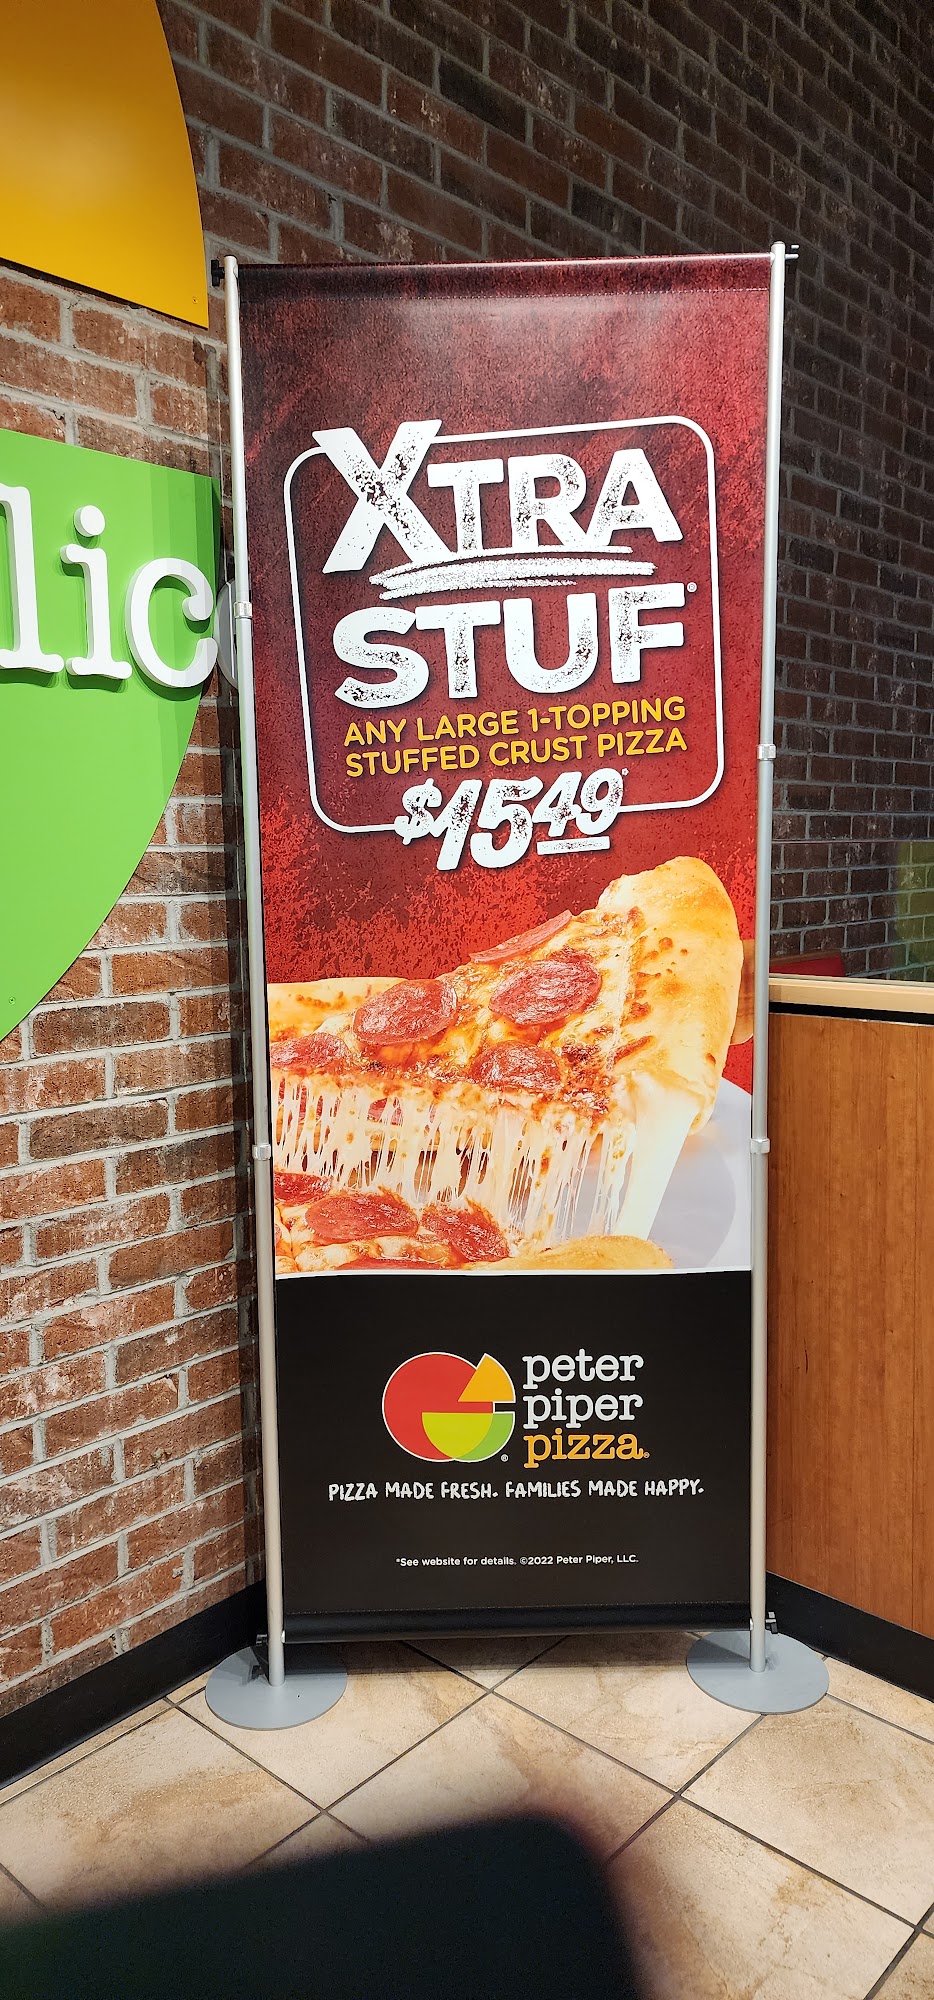 lice
XTRA
STUF®
ANY LARGE 1-TOPPING
STUFFED CRUST PIZZA
$15.49*
peter
piper
pizza®
PIZZA MADE FRESH. FAMILIES MADE HAPPY.
*See website for details. ©2022 Peter Piper, LLC.